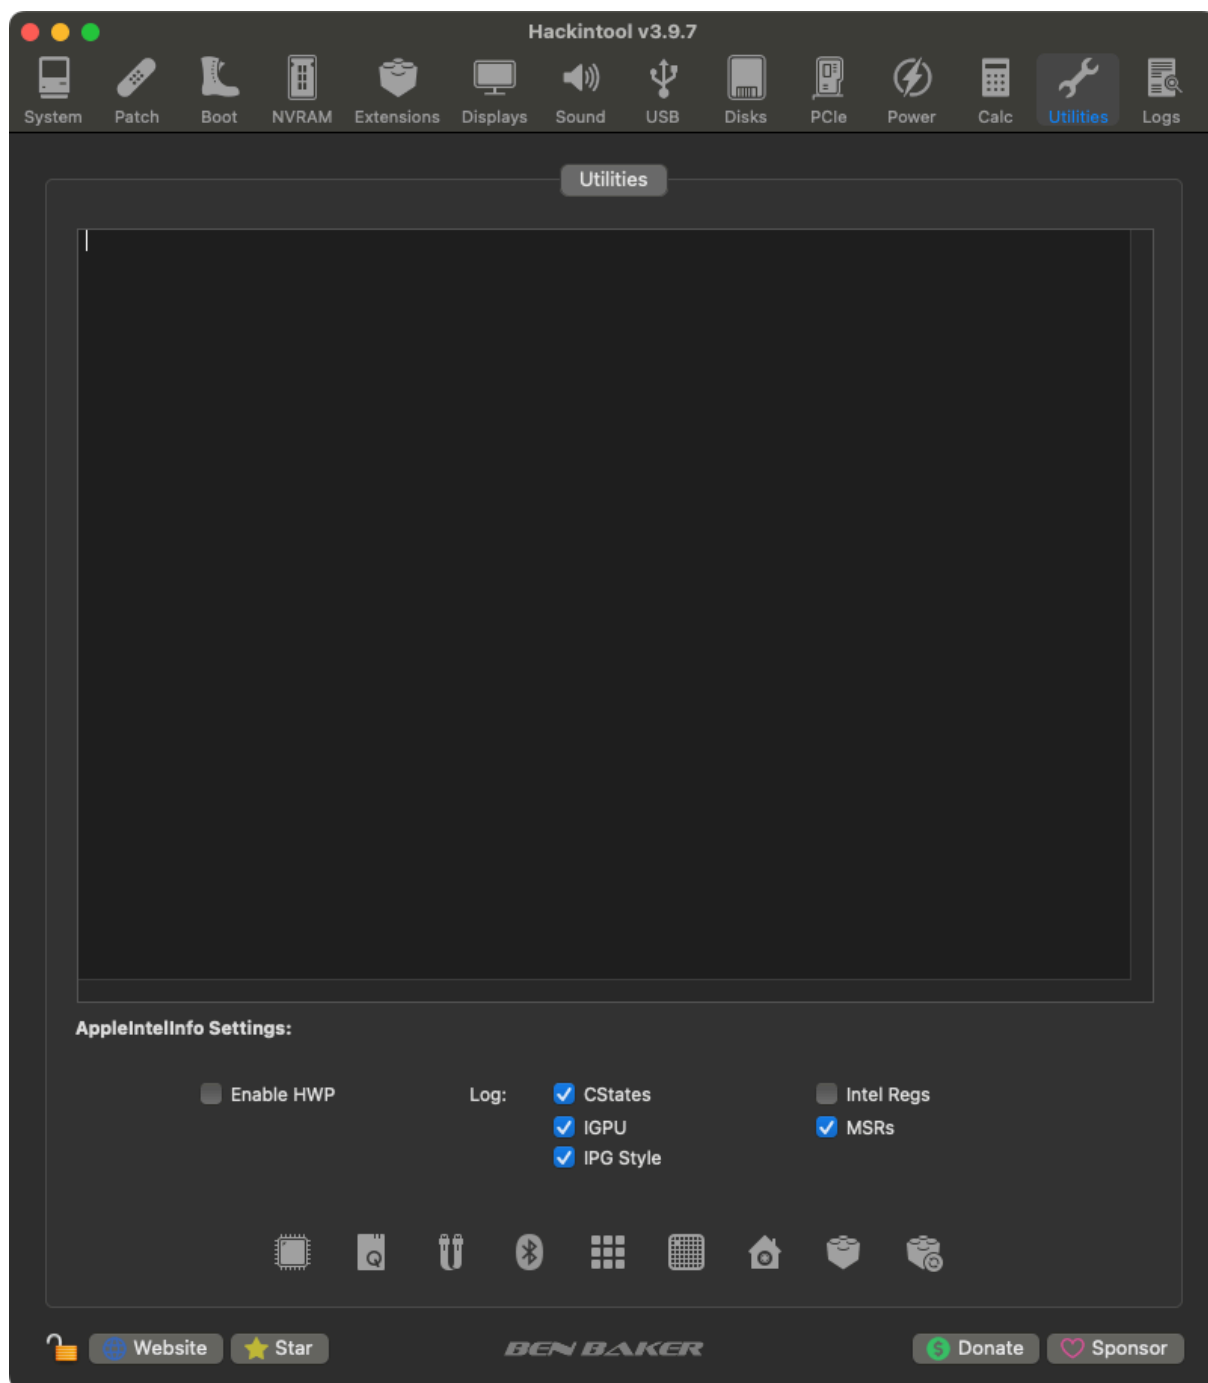 Hackintool v3.9.7
System Patch Boot NVRAM Extensions Displays Sound USB Disks PCIe Power Calc Utilities Logs
Utilities
AppleIntelInfo Settings:
Enable HWP Log: CStates Intel Regs
IGPU MSRs
IPG Style
Website Star BEN BAKER Donate Sponsor